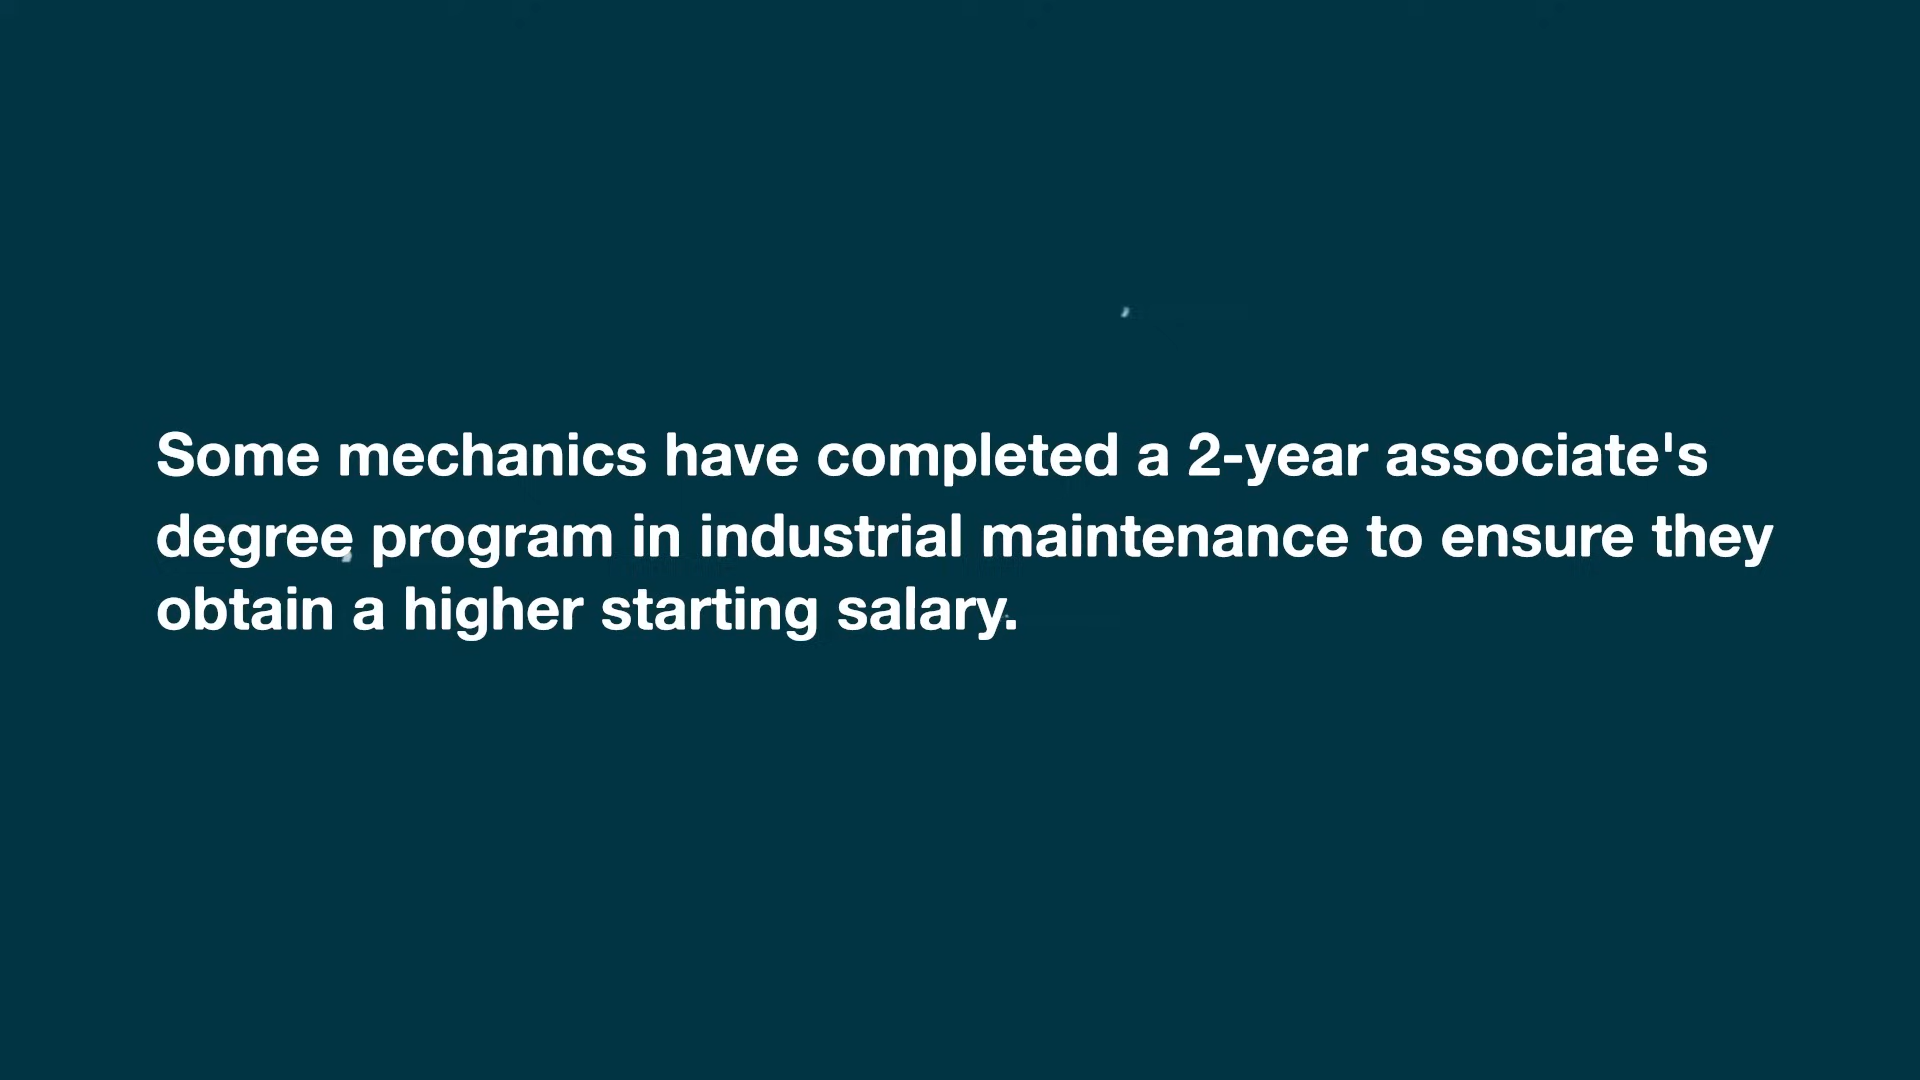 Some mechanics have completed a 2-year associate's
degree program in industrial maintenance to ensure they
obtain a higher starting salary.